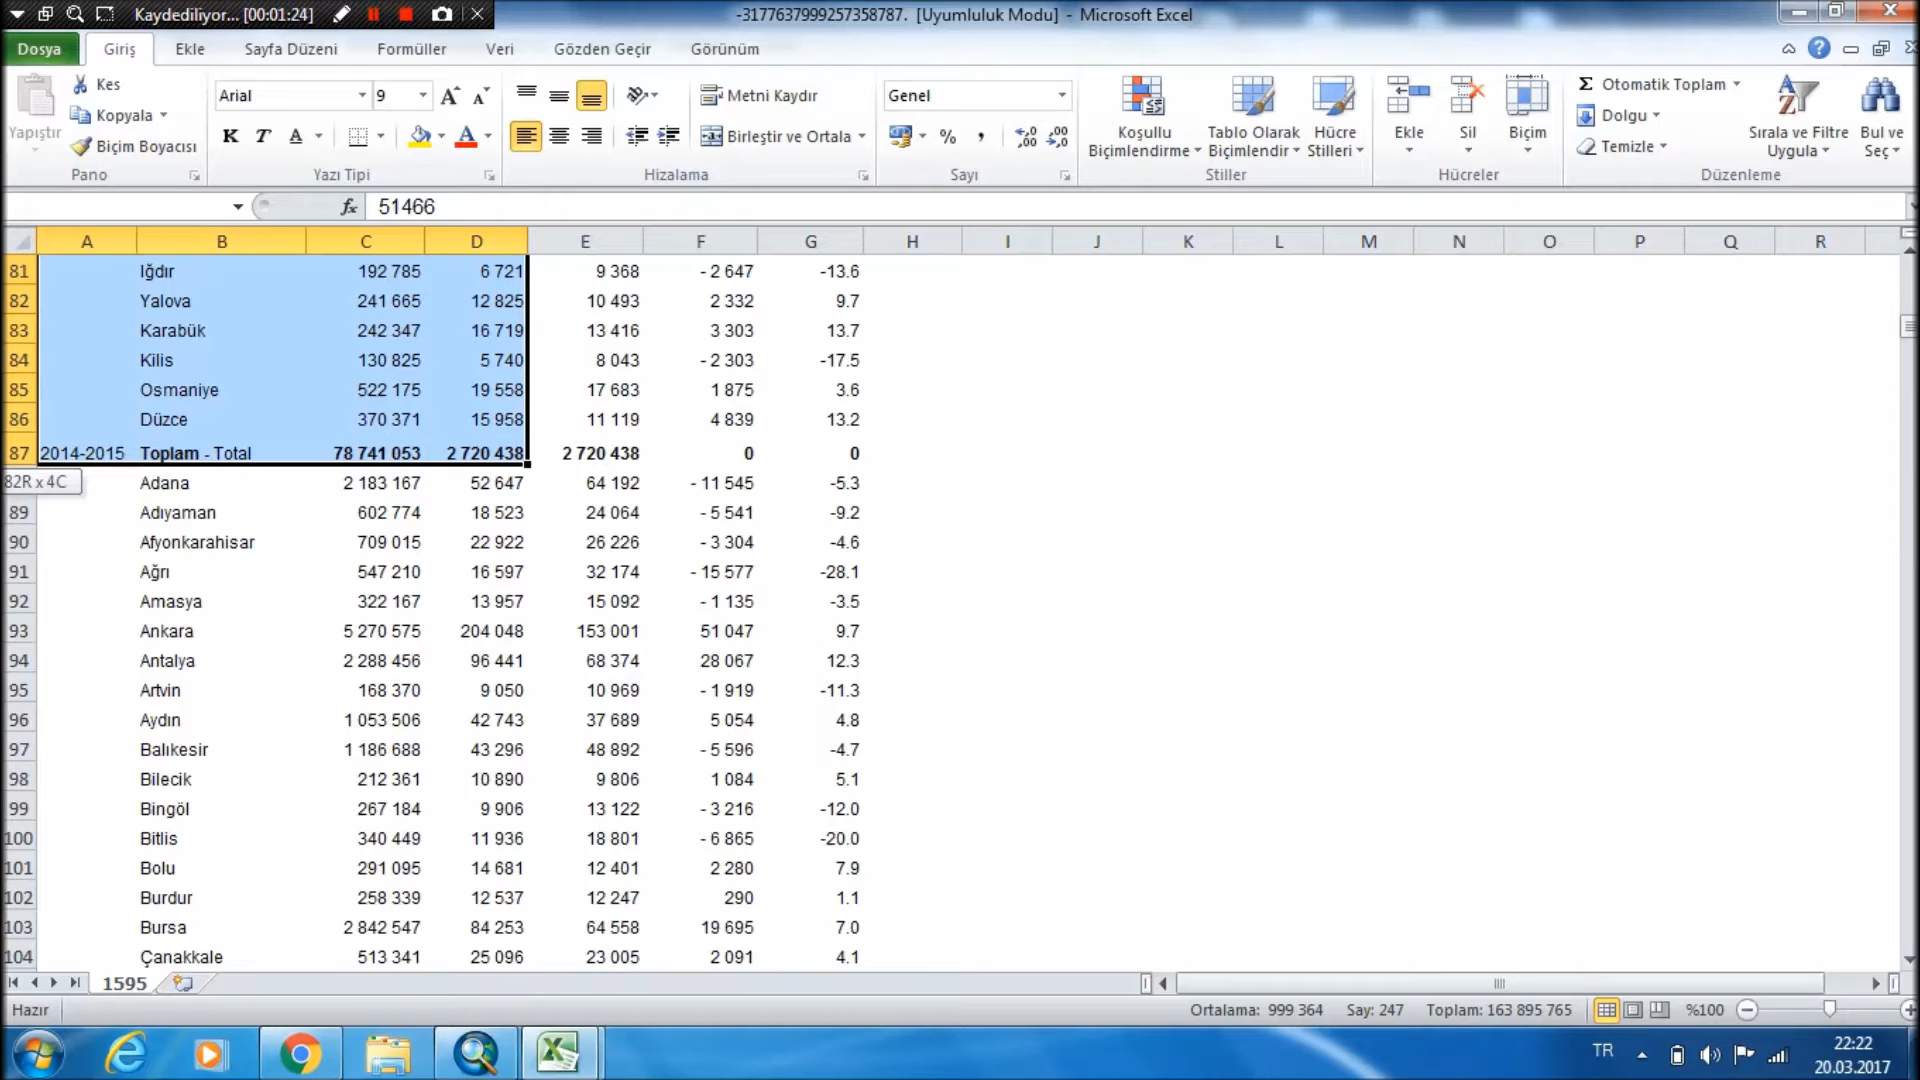 Kaydediliyor... [00:01:24]
-3177637999257358787. [Uyumluluk Modu] - Microsoft Excel
Dosya Giriş Ekle Sayfa Düzeni Formüller Veri Gözden Geçir Görünüm
Yapıştır
Kes
Kopyala
Biçim Boyacısı
Pano
Arial 9
K T A
Yazı Tipi
Metni Kaydır
Birleştir ve Ortala
Hizalama
Genel
%
Sayı
Koşullu Biçimlendirme
Tablo Olarak Biçimlendir
Hücre Stilleri
Stiller
Ekle Sil Biçim
Hücreler
Σ Otomatik Toplam
Dolgu
Temizle
Sırala ve Filtre Uygula
Bul ve Seç
Düzenleme
fx 51466
A B C D E F G H I J K L M N O P Q R
81 Iğdır 192 785 6 721 9 368 - 2 647 -13.6
82 Yalova 241 665 12 825 10 493 2 332 9.7
83 Karabük 242 347 16 719 13 416 3 303 13.7
84 Kilis 130 825 5 740 8 043 - 2 303 -17.5
85 Osmaniye 522 175 19 558 17 683 1 875 3.6
86 Düzce 370 371 15 958 11 119 4 839 13.2
87 2014-2015 Toplam - Total 78 741 053 2 720 438 2 720 438 0 0
82R x 4C Adana 2 183 167 52 647 64 192 - 11 545 -5.3
89 Adıyaman 602 774 18 523 24 064 - 5 541 -9.2
90 Afyonkarahisar 709 015 22 922 26 226 - 3 304 -4.6
91 Ağrı 547 210 16 597 32 174 - 15 577 -28.1
92 Amasya 322 167 13 957 15 092 - 1 135 -3.5
93 Ankara 5 270 575 204 048 153 001 51 047 9.7
94 Antalya 2 288 456 96 441 68 374 28 067 12.3
95 Artvin 168 370 9 050 10 969 - 1 919 -11.3
96 Aydın 1 053 506 42 743 37 689 5 054 4.8
97 Balıkesir 1 186 688 43 296 48 892 - 5 596 -4.7
98 Bilecik 212 361 10 890 9 806 1 084 5.1
99 Bingöl 267 184 9 906 13 122 - 3 216 -12.0
100 Bitlis 340 449 11 936 18 801 - 6 865 -20.0
101 Bolu 291 095 14 681 12 401 2 280 7.9
102 Burdur 258 339 12 537 12 247 290 1.1
103 Bursa 2 842 547 84 253 64 558 19 695 7.0
104 Çanakkale 513 341 25 096 23 005 2 091 4.1
1595
Hazır
Ortalama: 999 364 Say: 247 Toplam: 163 895 765 %100
TR
22:22
20.03.2017